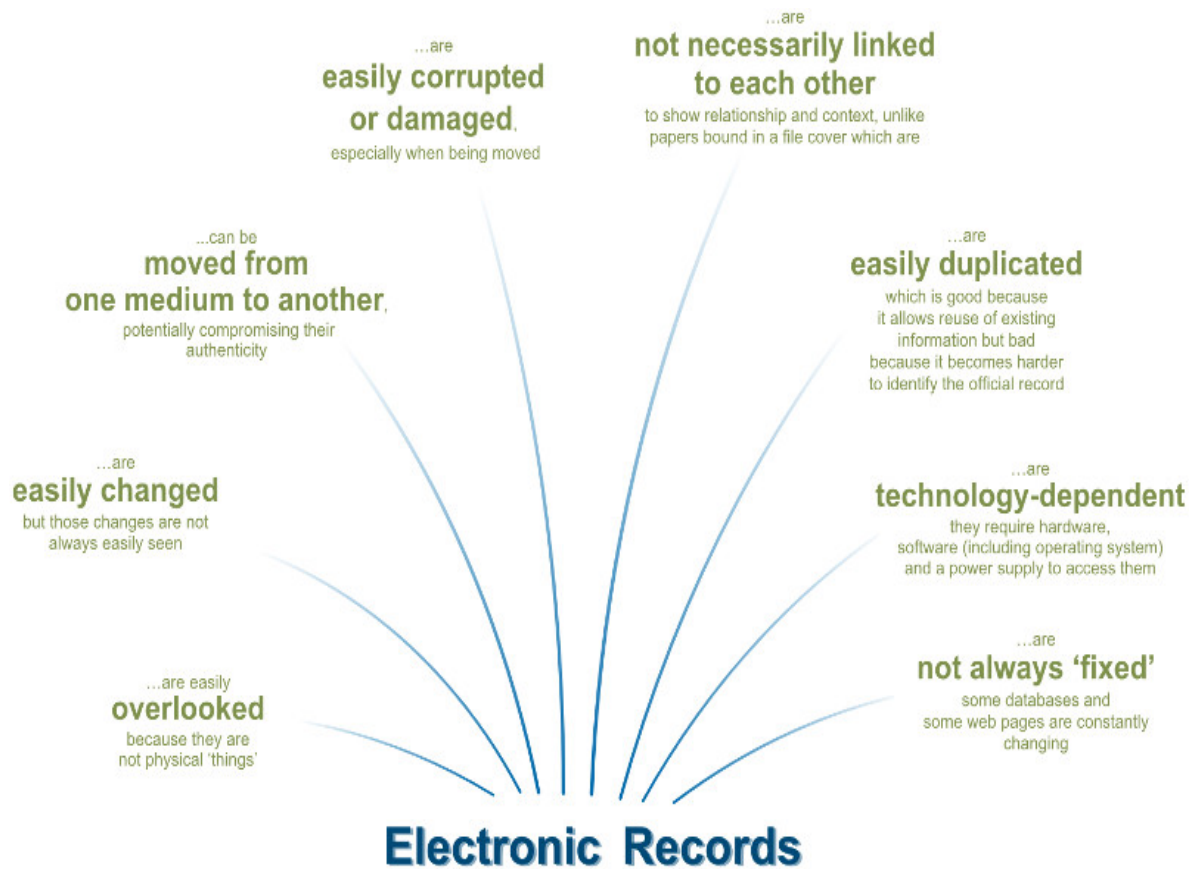 ...are
easily corrupted
or damaged,
especially when being moved
...are
not necessarily linked
to each other
to show relationship and context, unlike
papers bound in a file cover which are
...can be
moved from
one medium to another,
potentially compromising their
authenticity
...are
easily duplicated
which is good because
it allows reuse of existing
information but bad
because it becomes harder
to identify the official record
...are
easily changed
but those changes are not
always easily seen
...are
technology-dependent
they require hardware,
software (including operating system)
and a power supply to access them
...are easily
overlooked
because they are
not physical 'things'
...are
not always ‘fixed’
some databases and
some web pages are constantly
changing
Electronic Records